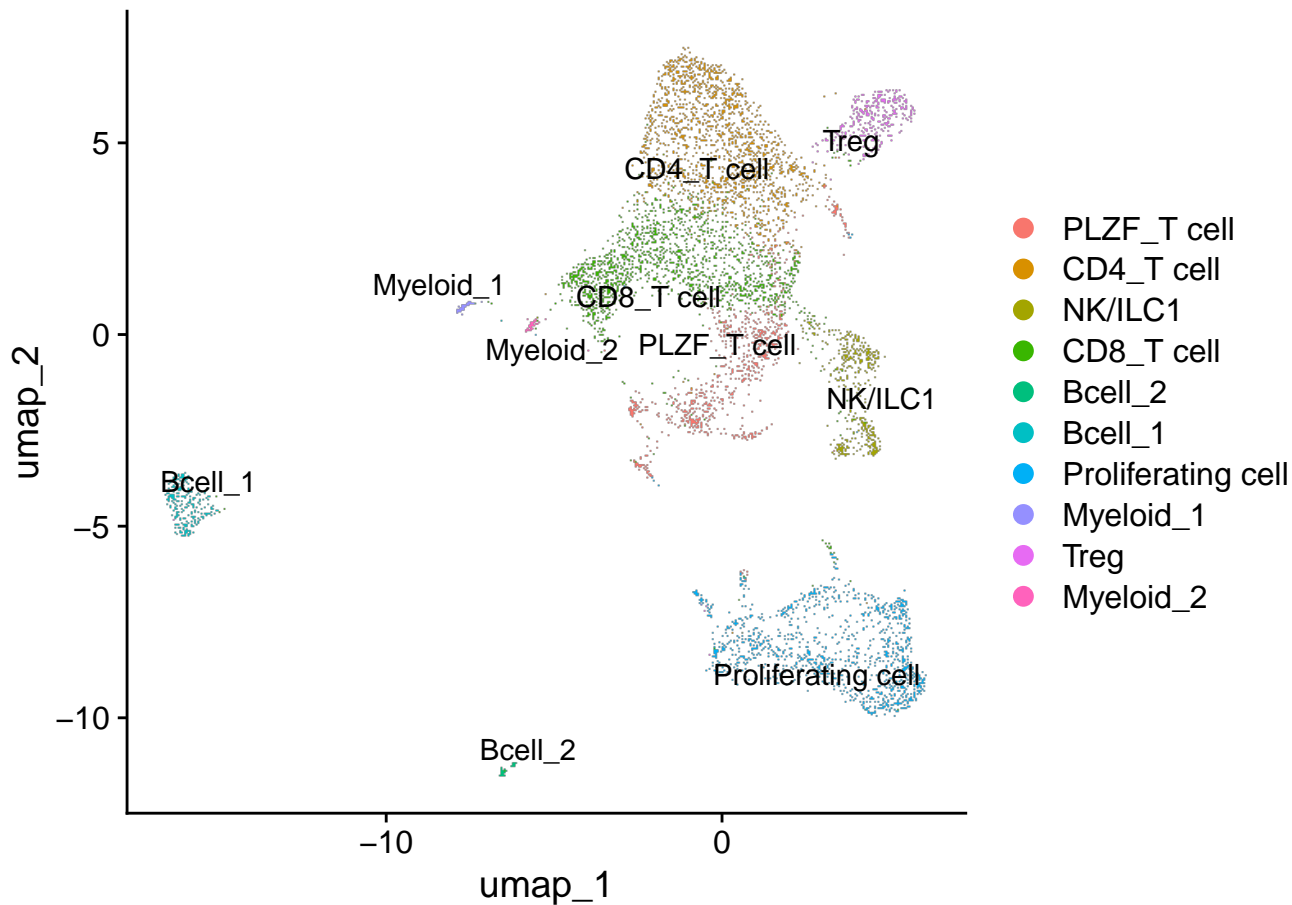 5
0
−5
−10
umap_2
−10
0
umap_1
Treg
CD4_T cell
Myeloid_1
CD8_T cell
Myeloid_2
PLZF_T cell
NK/ILC1
Bcell_1
Proliferating cell
Bcell_2
PLZF_T cell
CD4_T cell
NK/ILC1
CD8_T cell
Bcell_2
Bcell_1
Proliferating cell
Myeloid_1
Treg
Myeloid_2